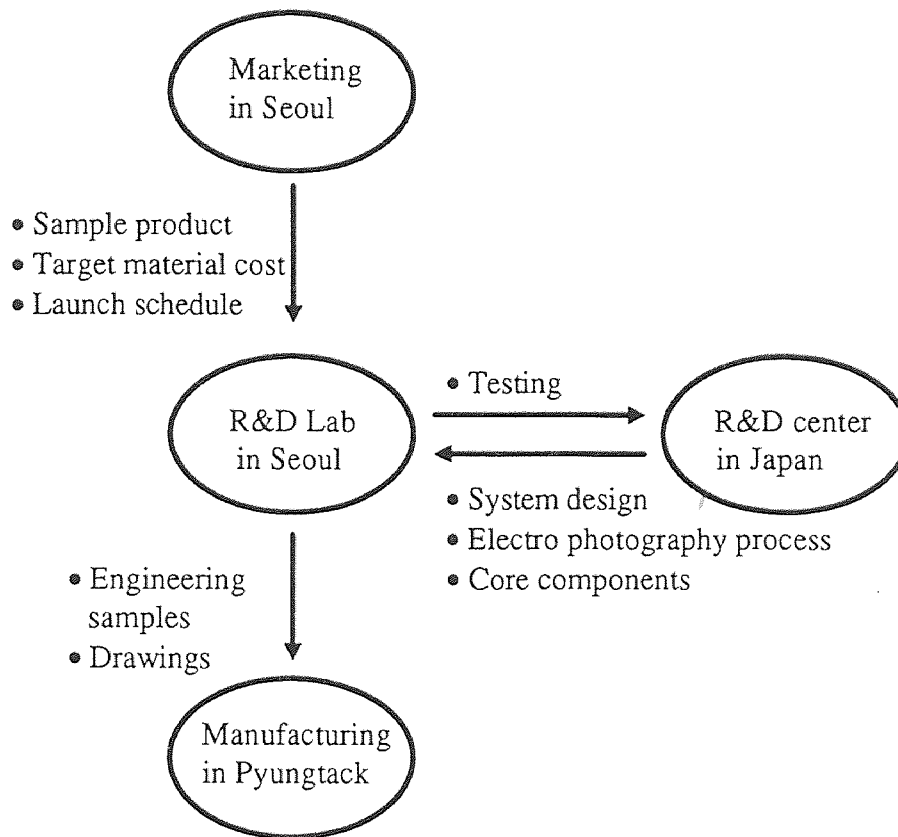 Marketing
in Seoul
• Sample product
• Target material cost
• Launch schedule
R&D Lab
in Seoul
• Testing
R&D center
in Japan
• System design
• Electro photography process
• Core components
• Engineering
samples
• Drawings
Manufacturing
in Pyungtack